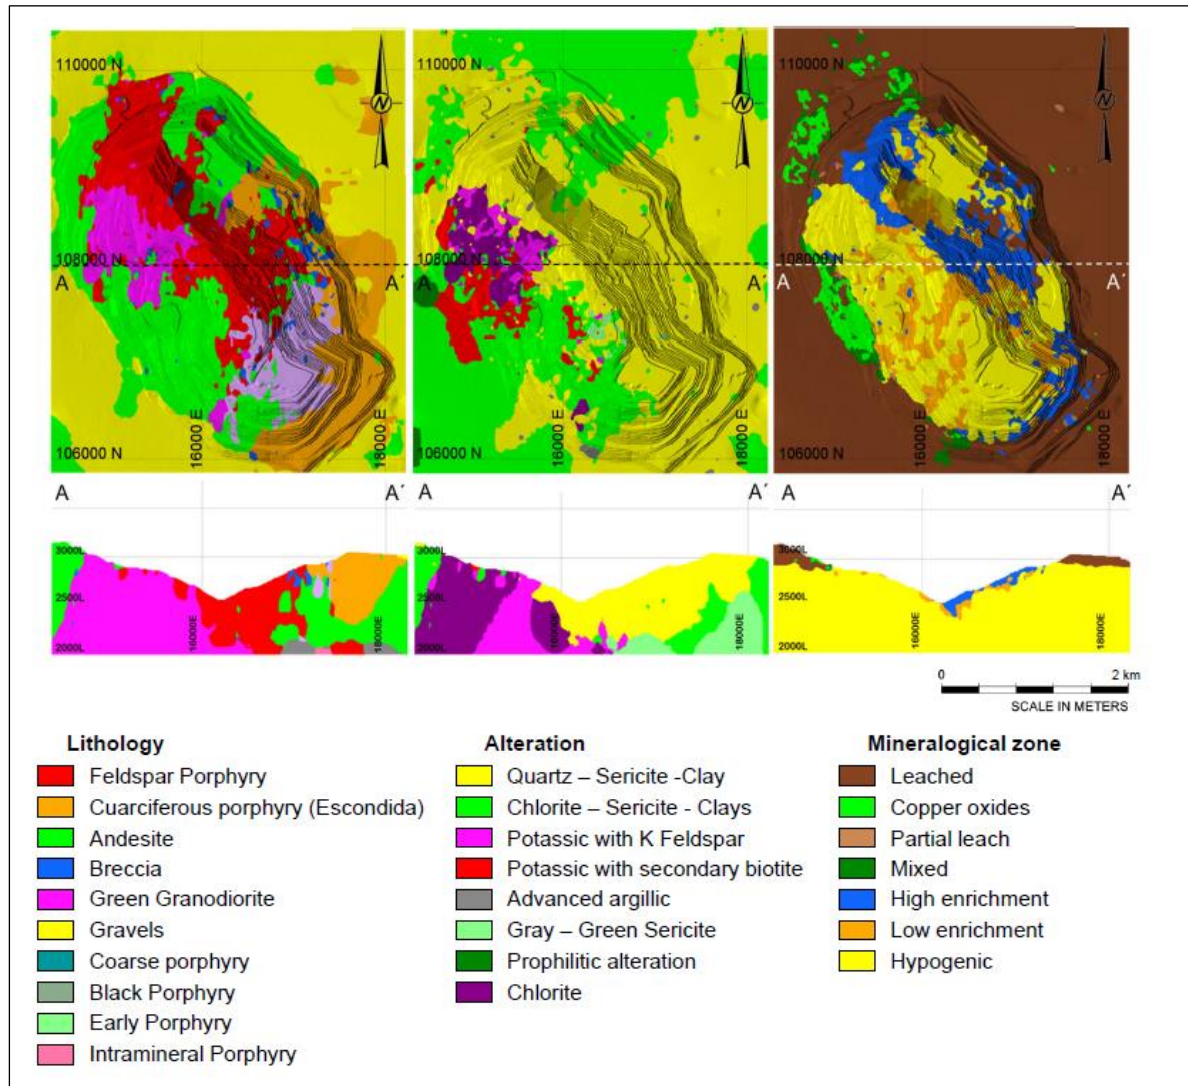 110000 N
N
108000 N
A A´
106000 N
16000 E
18000 E
110000 N
N
108000 N
A A´
106000 N
16000 E
18000 E
110000 N
N
108000 N
A A´
106000 N
16000 E
18000 E
A A´
3000L
2500L
2000L
16000E
18000E
A A´
3000L
2500L
2000L
16000E
18000E
A A´
3000L
2500L
2000L
16000 E
18000 E
0 2 km
SCALE IN METERS
Lithology
Feldspar Porphyry
Cuarciferous porphyry (Escondida)
Andesite
Breccia
Green Granodiorite
Gravels
Coarse porphyry
Black Porphyry
Early Porphyry
Intramineral Porphyry
Alteration
Quartz – Sericite -Clay
Chlorite – Sericite - Clays
Potassic with K Feldspar
Potassic with secondary biotite
Advanced argillic
Gray – Green Sericite
Prophilitic alteration
Chlorite
Mineralogical zone
Leached
Copper oxides
Partial leach
Mixed
High enrichment
Low enrichment
Hypogenic